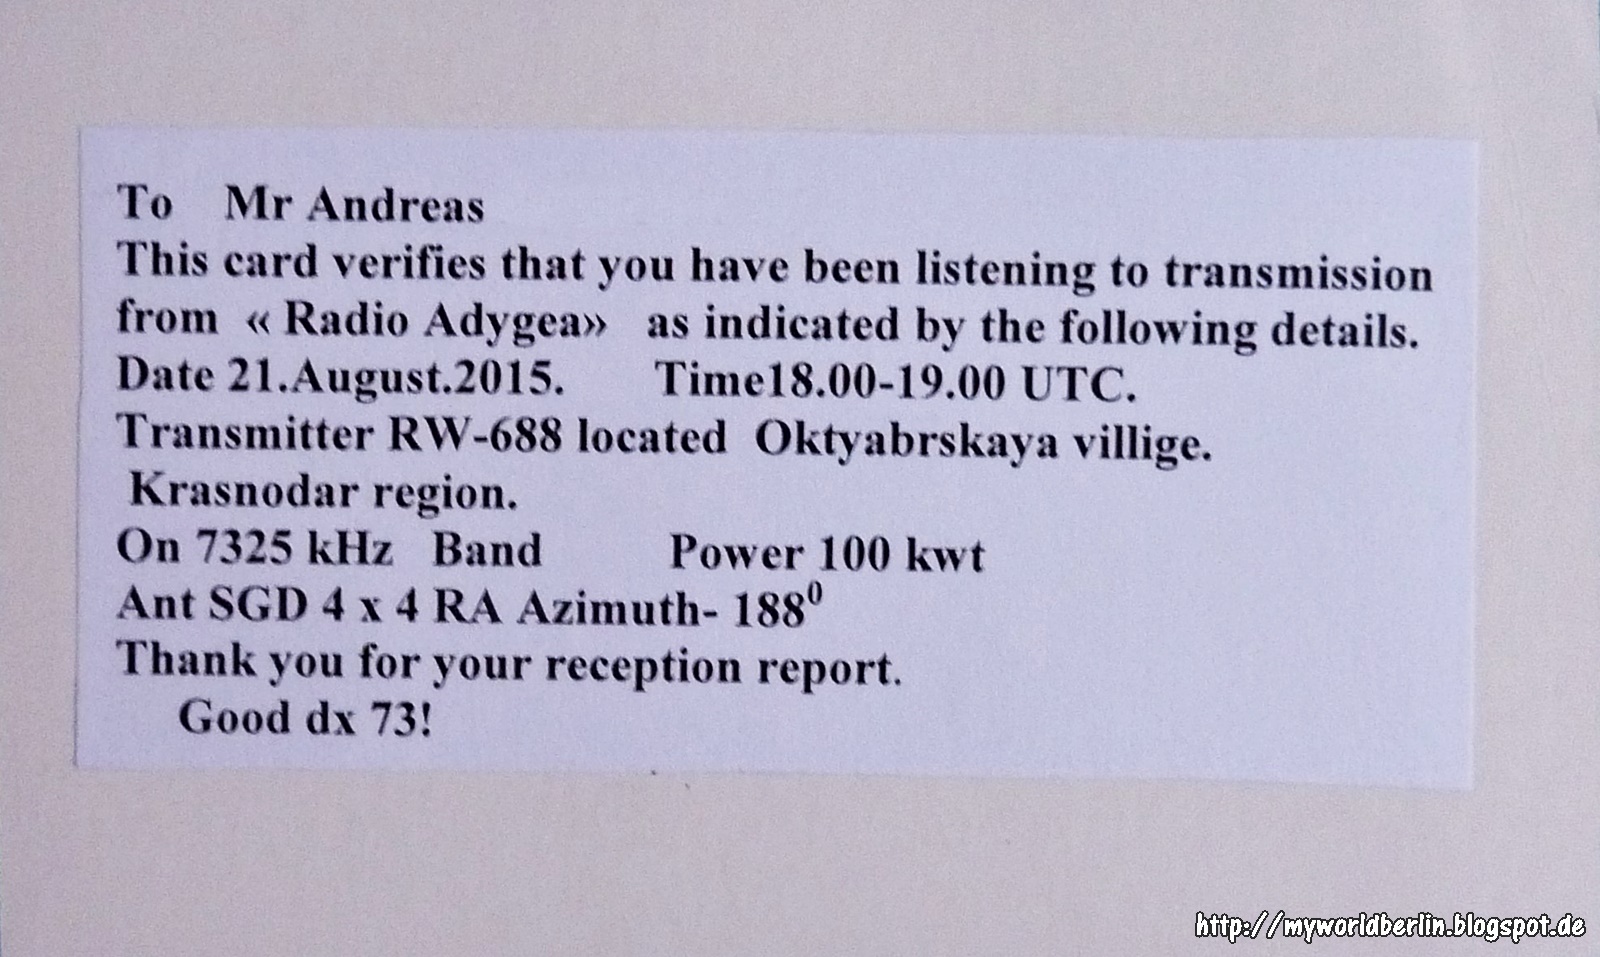 To Mr Andreas
This card verifies that you have been listening to transmission
from « Radio Adygea» as indicated by the following details.
Date 21.August.2015. Time18.00-19.00 UTC.
Transmitter RW-688 located Oktyabrskaya villige.
Krasnodar region.
On 7325 kHz Band Power 100 kwt
Ant SGD 4 x 4 RA Azimuth- 188⁰
Thank you for your reception report.
Good dx 73!
http://myworldberlin.blogspot.de